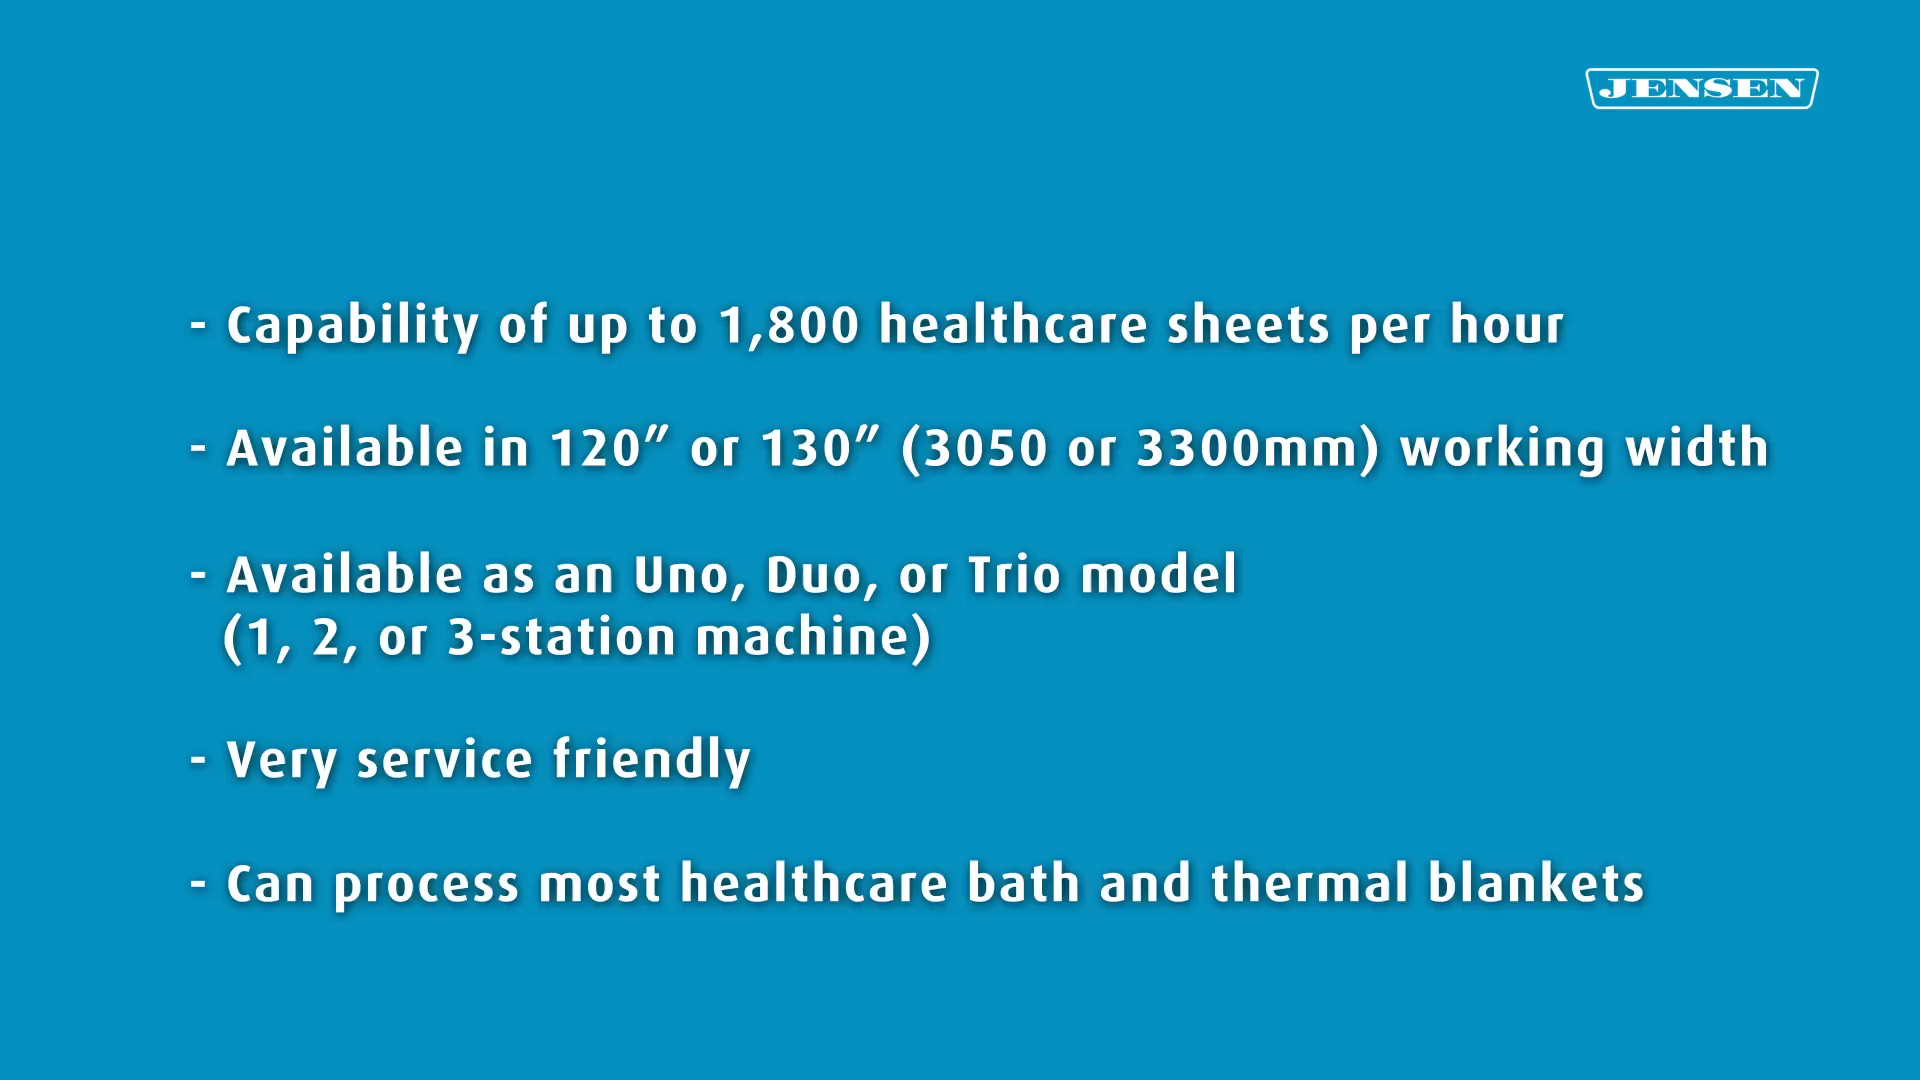 JENSEN
- Capability of up to 1,800 healthcare sheets per hour
- Available in 120″ or 130″ (3050 or 3300mm) working width
- Available as an Uno, Duo, or Trio model
(1, 2, or 3-station machine)
- Very service friendly
- Can process most healthcare bath and thermal blankets